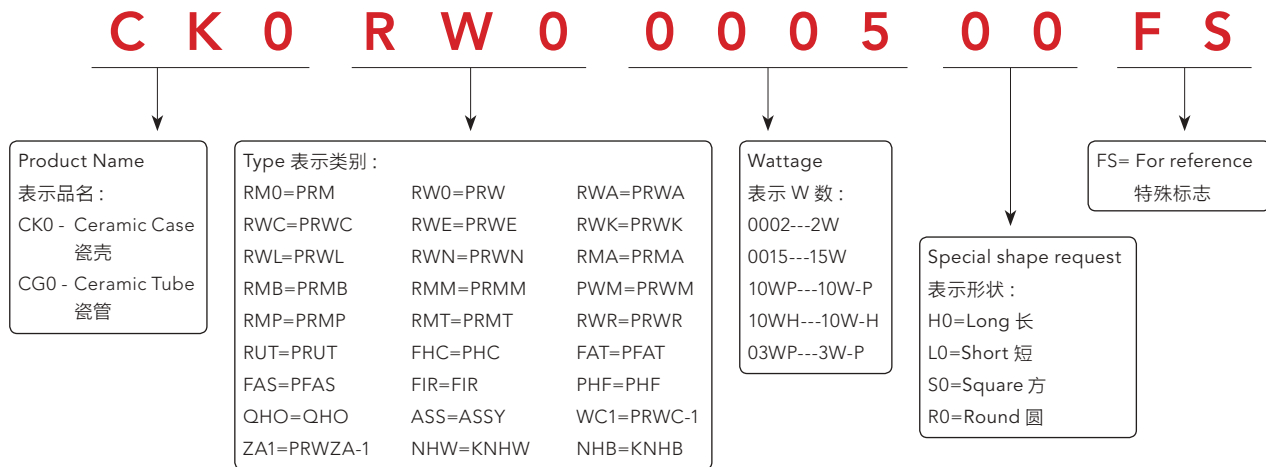 C K 0 R W 0 0 0 0 5 0 0 F S
Product Name
表示品名 :
CK0 - Ceramic Case
瓷壳
CG0 - Ceramic Tube
瓷管
Type 表示类别 :
RM0=PRM RW0=PRW RWA=PRWA
RWC=PRWC RWE=PRWE RWK=PRWK
RWL=PRWL RWN=PRWN RMA=PRMA
RMB=PRMB RMM=PRMM PWM=PRWM
RMP=PRMP RMT=PRMT RWR=PRWR
RUT=PRUT FHC=PHC FAT=PFAT
FAS=PFAS FIR=FIR PHF=PHF
QHO=QHO ASS=ASSY WC1=PRWC-1
ZA1=PRWZA-1 NHW=KNHW NHB=KNHB
Wattage
表示 W 数 :
0002---2W
0015---15W
10WP---10W-P
10WH---10W-H
03WP---3W-P
Special shape request
表示形状 :
H0=Long 长
L0=Short 短
S0=Square 方
R0=Round 圆
FS= For reference
特殊标志